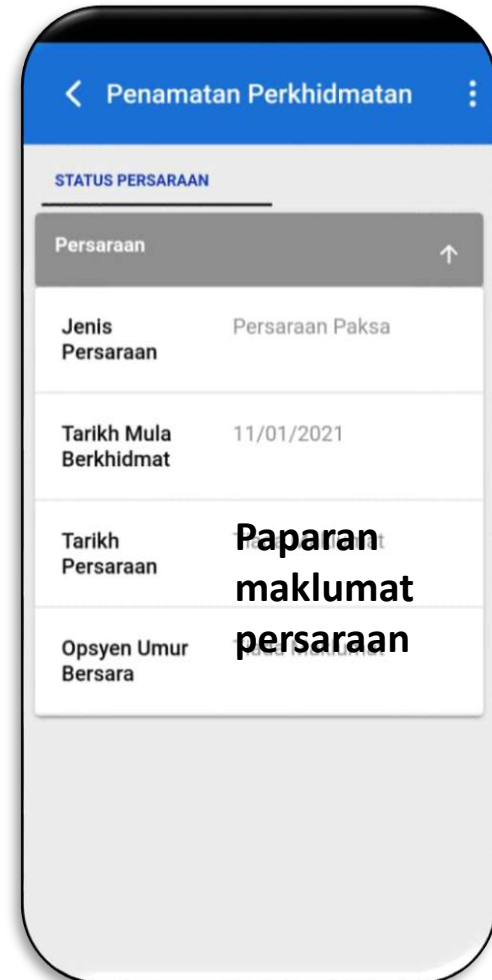 Penamatan Perkhidmatan
STATUS PERSARAAN
Persaraan
Jenis Persaraan Paksa
Persaraan
Tarikh Mula 11/01/2021
Berkhidmat
Tarikh
Persaraan
Opsyen Umur
Bersara
Paparan
maklumat
persaraan